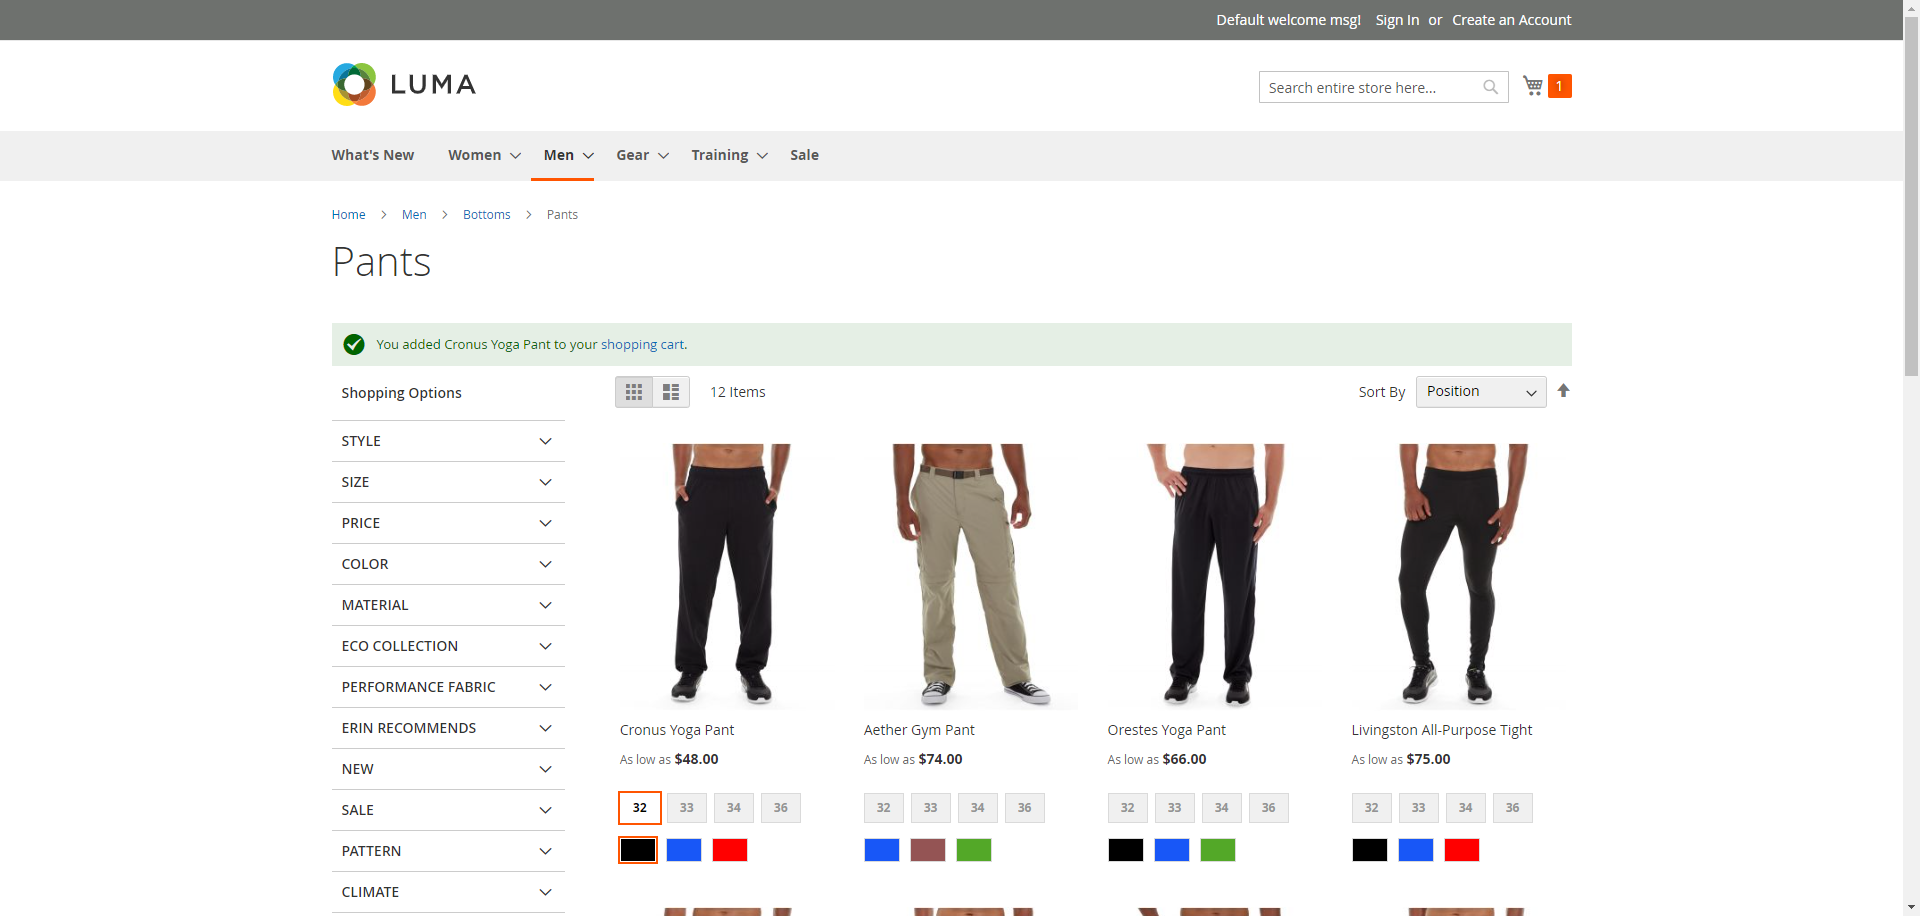 Default welcome msg! Sign In or Create an Account
LUMA
Search entire store here...
1
What's New Women Men Gear Training Sale
Home Men Bottoms Pants
Pants
You added Cronus Yoga Pant to your shopping cart.
Shopping Options
12 Items
Sort By Position
STYLE
SIZE
PRICE
COLOR
MATERIAL
ECO COLLECTION
PERFORMANCE FABRIC
ERIN RECOMMENDS
NEW
SALE
PATTERN
CLIMATE
Cronus Yoga Pant
As low as $48.00
32 33 34 36
Aether Gym Pant
As low as $74.00
32 33 34 36
Orestes Yoga Pant
As low as $66.00
32 33 34 36
Livingston All-Purpose Tight
As low as $75.00
32 33 34 36